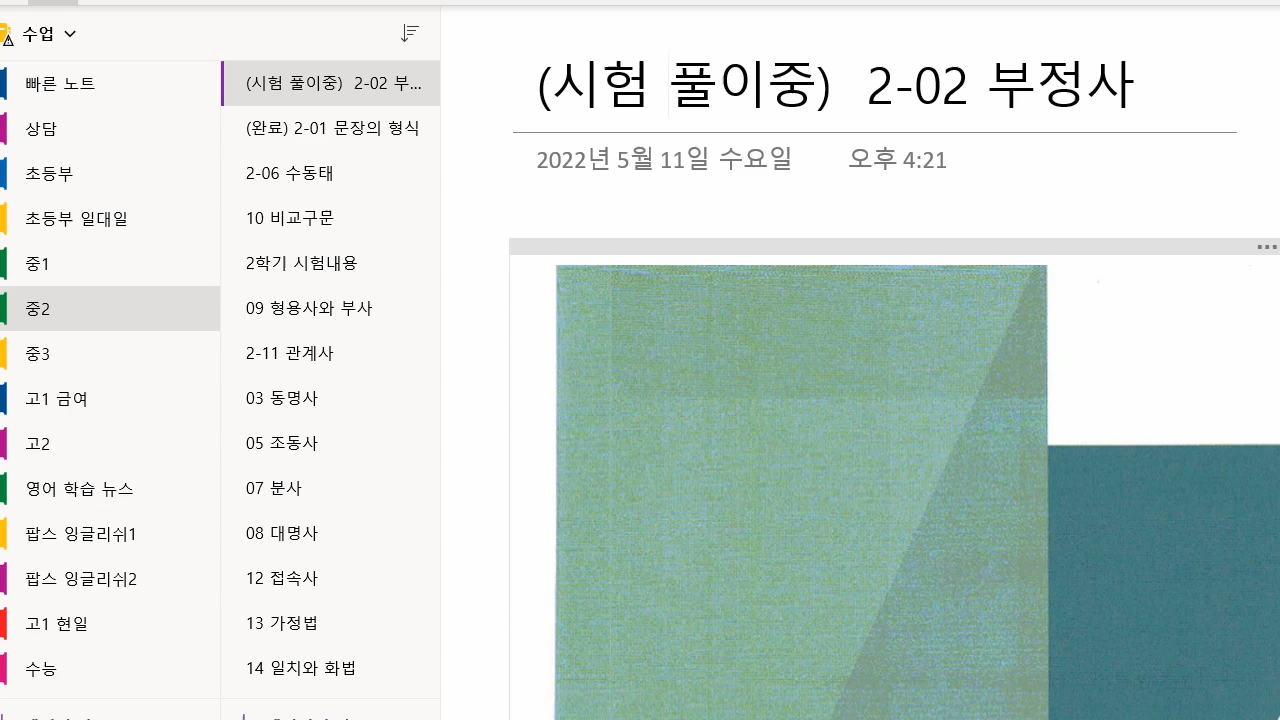 수업
빠른 노트
상담
초등부
초등부 일대일
중1
중2
중3
고1 금여
고2
영어 학습 뉴스
팝스 잉글리쉬1
팝스 잉글리쉬2
고1 현일
수능
(시험 풀이중)  2-02 부...
(완료) 2-01 문장의 형식
2-06 수동태
10 비교구문
2학기 시험내용
09 형용사와 부사
2-11 관계사
03 동명사
05 조동사
07 분사
08 대명사
12 접속사
13 가정법
14 일치와 화법
(시험 풀이중)  2-02 부정사
2022년 5월 11일 수요일 오후 4:21